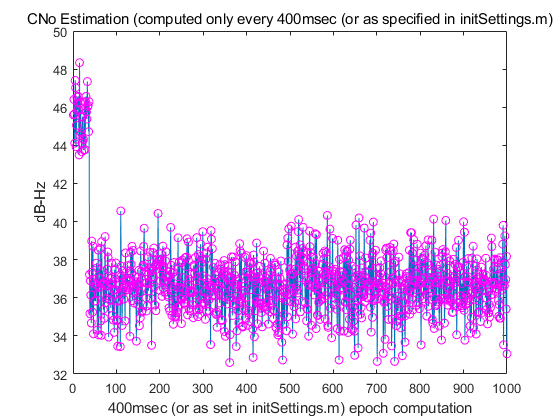 CNo Estimation (computed only every 400msec (or as specified in initSettings.m)
50
48
46
44
42
40
38
36
34
32
dB-Hz
0 100 200 300 400 500 600 700 800 900 1000
400msec (or as set in initSettings.m) epoch computation